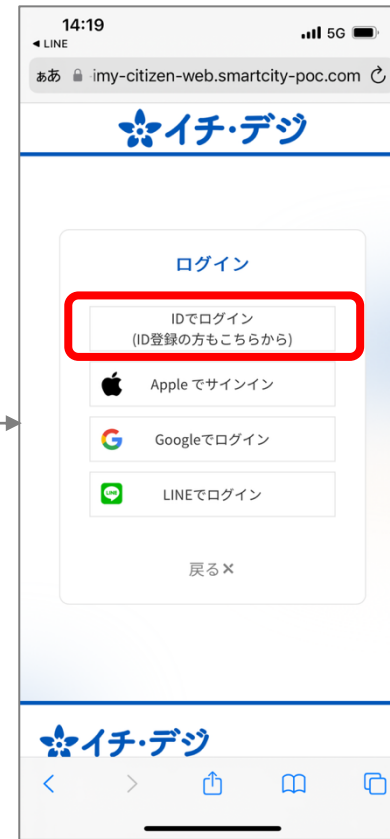 14:19
5G
◀ LINE
ぁあ imy-citizen-web.smartcity-poc.com
イチ・デジ
ログイン
IDでログイン
(ID登録の方もこちらから)
Apple でサインイン
Googleでログイン
LINE
LINEでログイン
戻る×
イチ・デジ